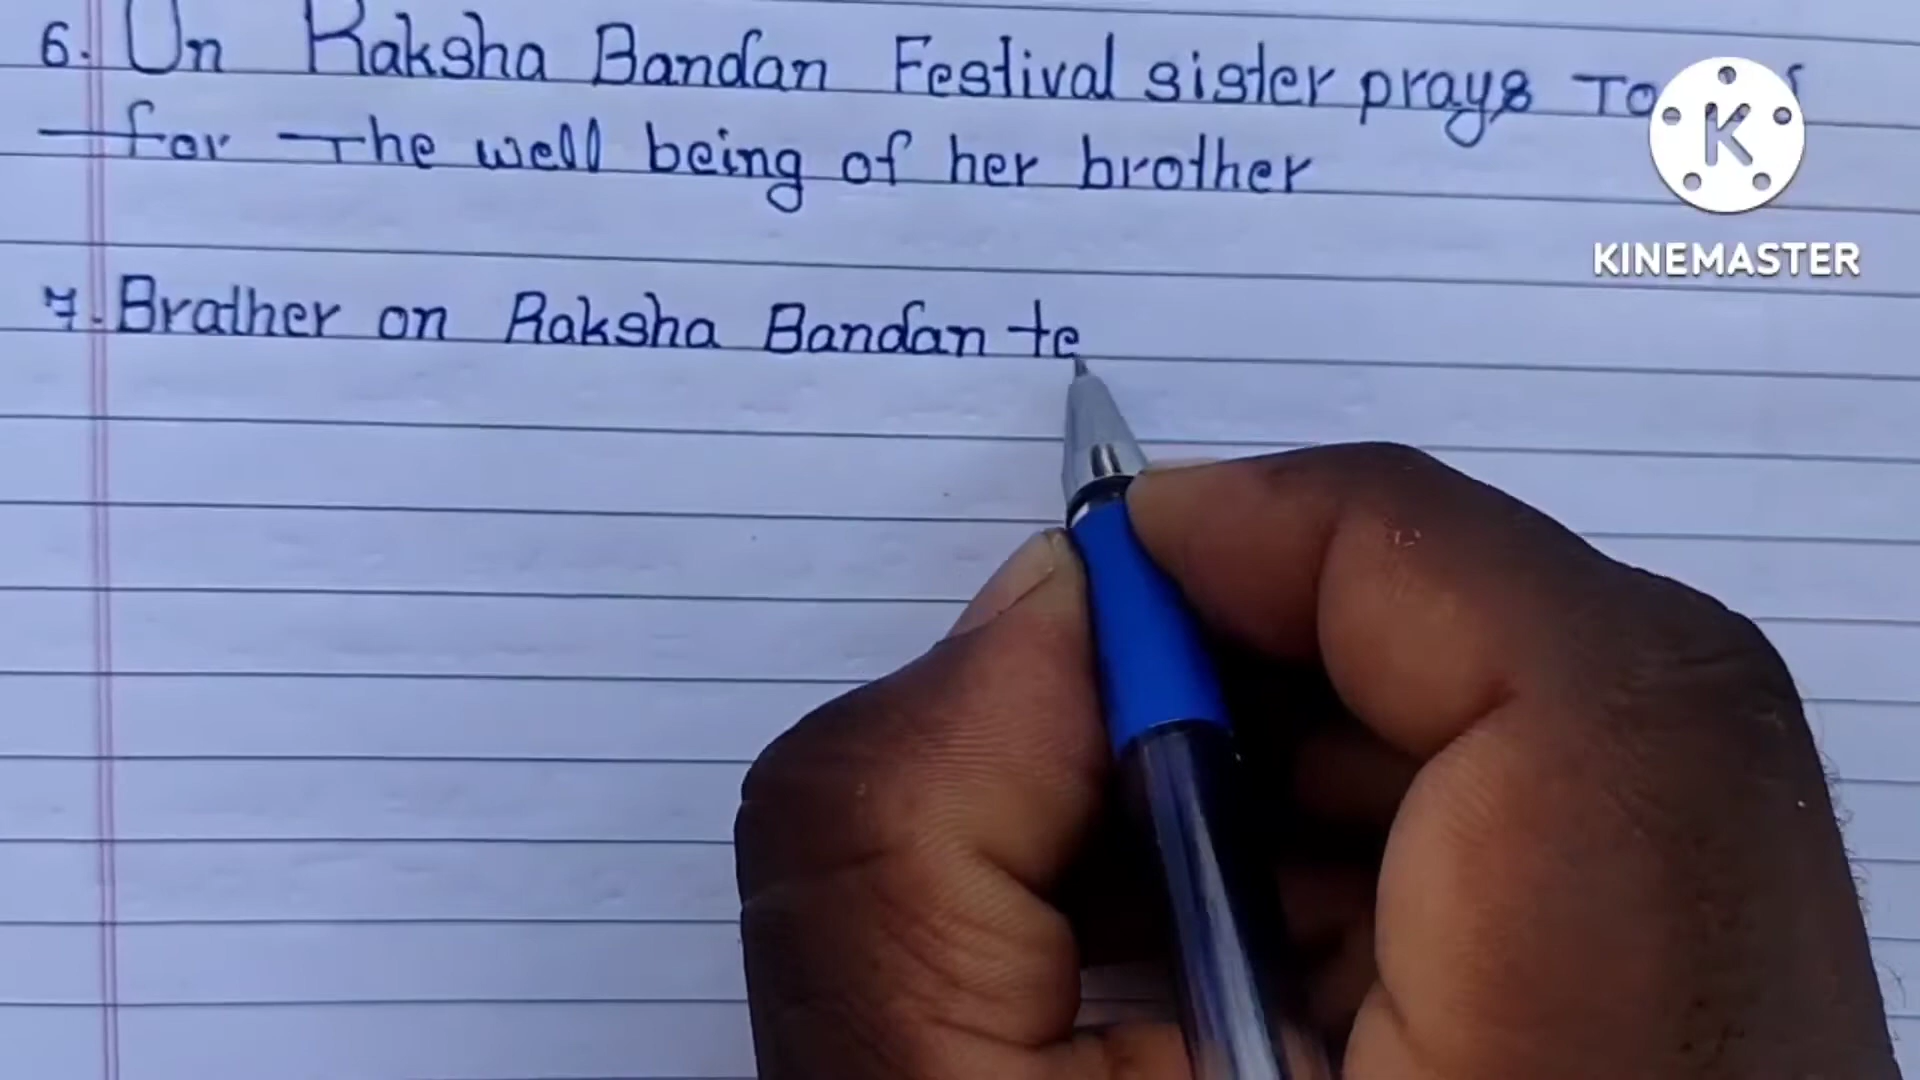 6. On Raksha Bandan Festival sister prays To
for The well being of her brother
7. Brother on Raksha Bandan te
KINEMASTER